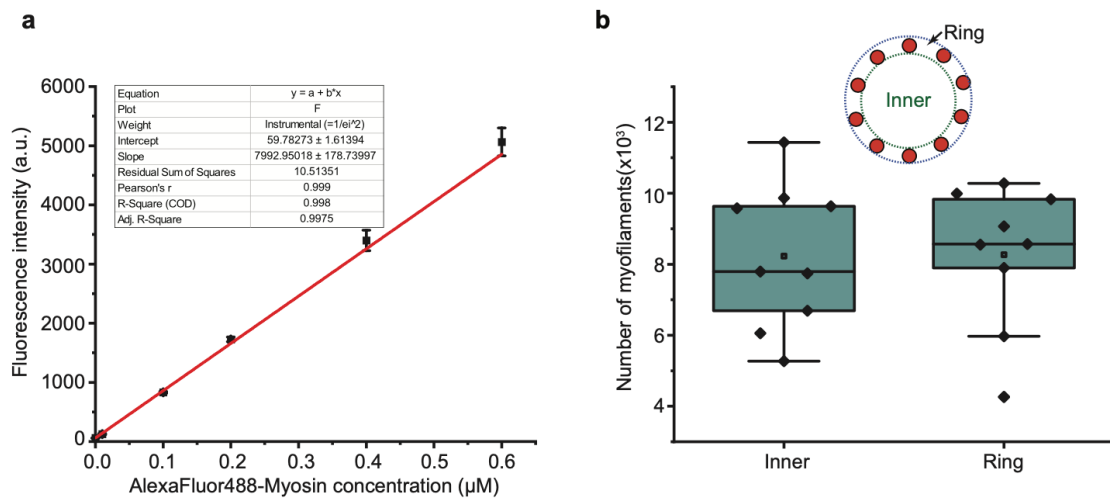 a
Fluorescence intensity (a.u.)
6000
5000
4000
3000
2000
1000
0
Equation y = a + b*x
Plot F
Weight Instrumental (=1/ei^2)
Intercept 59.78273 ± 1.61394
Slope 7992.95018 ± 178.73997
Residual Sum of Squares 10.51351
Pearson's r 0.999
R-Square (COD) 0.998
Adj. R-Square 0.9975
0.0 0.1 0.2 0.3 0.4 0.5 0.6
AlexaFluor488-Myosin concentration (μM)
b
Ring
Inner
Number of myofilaments(x10³)
12
10
8
6
4
Inner Ring